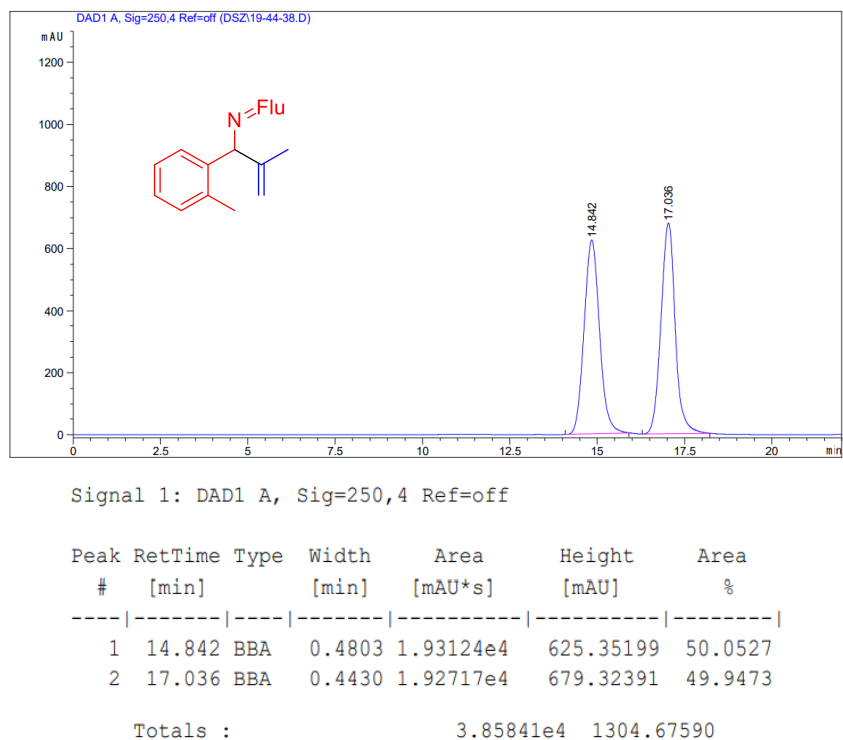 DAD1 A, Sig=250,4 Ref=off (DSZ\19-44-38.D)
mAU
1200
1000
800
600
400
200
0
N
Flu
14.842
17.036
0 2.5 5 7.5 10 12.5 15 17.5 20 min
Signal 1: DAD1 A, Sig=250,4 Ref=off
Peak RetTime Type Width Area Height Area
# [min] [min] [mAU*s] [mAU] %
----|-------|----|-------|----------|----------|--------|
1 14.842 BBA 0.4803 1.93124e4 625.35199 50.0527
2 17.036 BBA 0.4430 1.92717e4 679.32391 49.9473
Totals : 3.85841e4 1304.67590